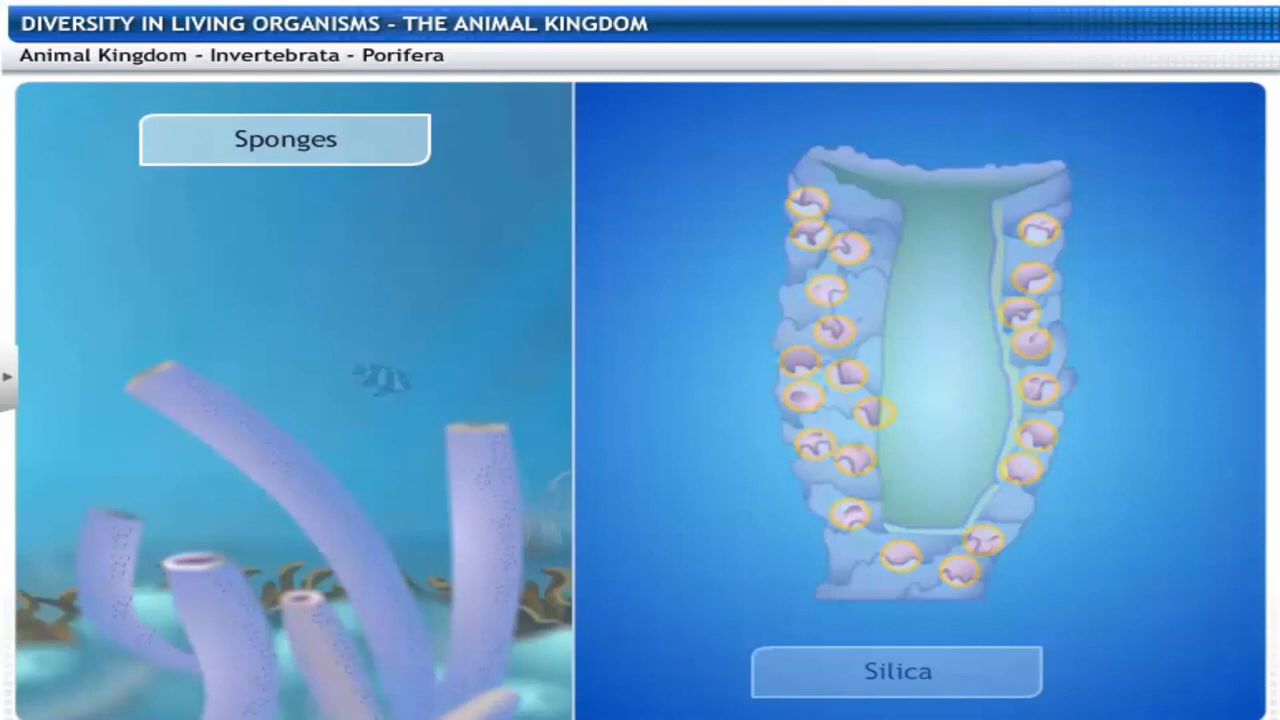 DIVERSITY IN LIVING ORGANISMS - THE ANIMAL KINGDOM
Animal Kingdom - Invertebrata - Porifera
Sponges
Silica